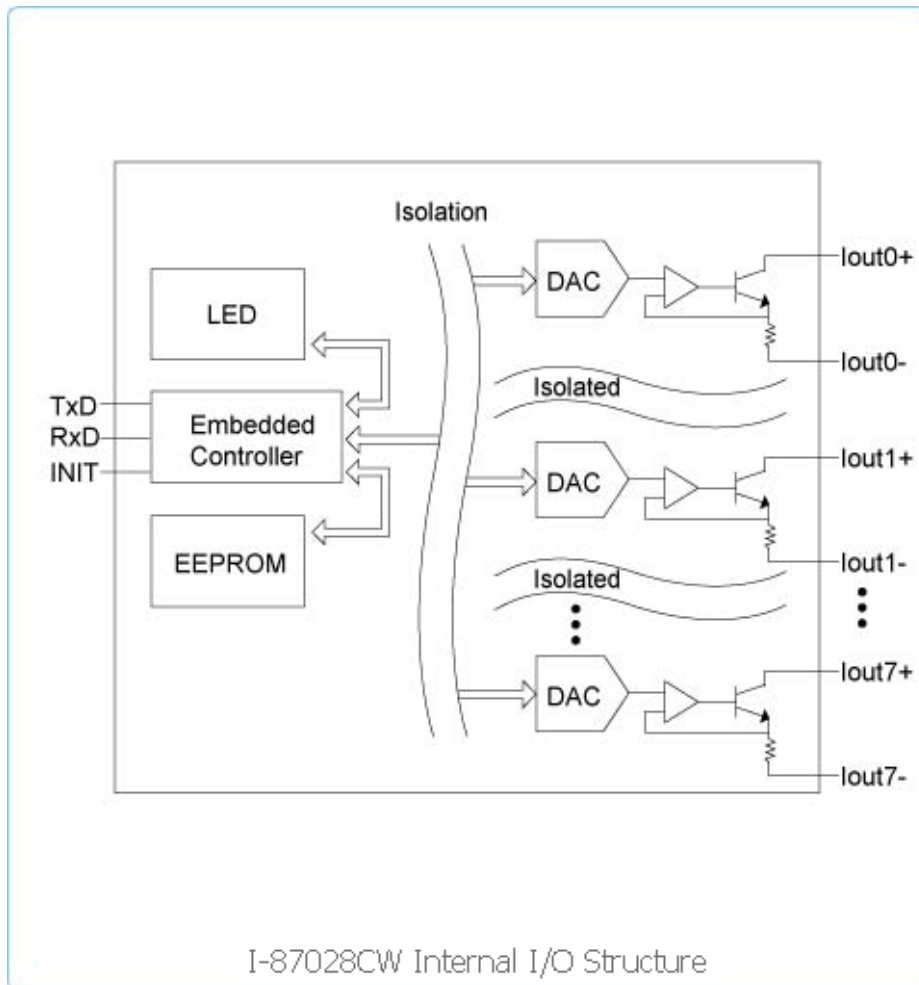 Isolation
LED
TxD
RxD
INIT
Embedded
Controller
EEPROM
DAC
Iout0+
Iout0-
Isolated
DAC
Iout1+
Iout1-
Isolated
DAC
Iout7+
Iout7-
I-87028CW Internal I/O Structure